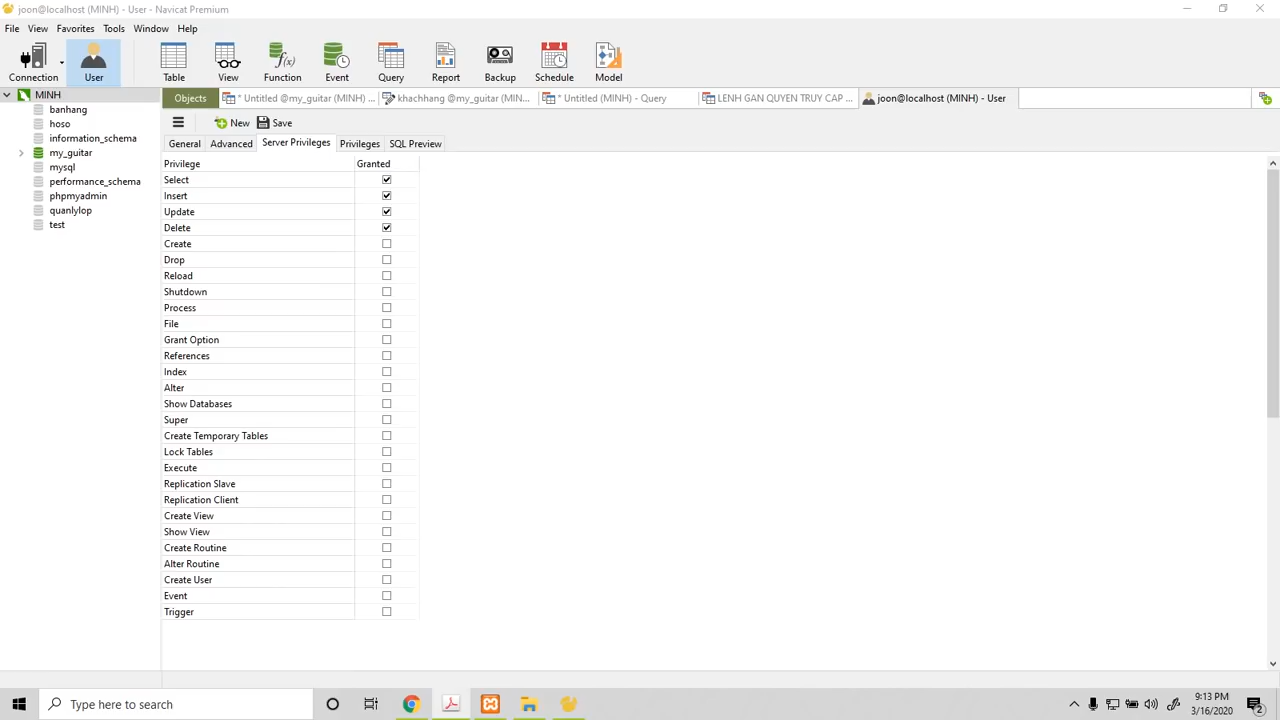 joon@localhost (MINH) - User - Navicat Premium
File View Favorites Tools Window Help
Connection User Table View Function Event Query Report Backup Schedule Model
MINH
banhang
hoso
information_schema
my_guitar
mysql
performance_schema
phpmyadmin
quanlylop
test
Objects * Untitled @my_guitar (MINH) ... khachhang @my_guitar (MIN... * Untitled (MINH) - Query LENH GAN QUYEN TRUY CAP ... joon@localhost (MINH) - User
New Save
General Advanced Server Privileges Privileges SQL Preview
Privilege Granted
Select
Insert
Update
Delete
Create
Drop
Reload
Shutdown
Process
File
Grant Option
References
Index
Alter
Show Databases
Super
Create Temporary Tables
Lock Tables
Execute
Replication Slave
Replication Client
Create View
Show View
Create Routine
Alter Routine
Create User
Event
Trigger
Type here to search
9:13 PM
3/16/2020
2